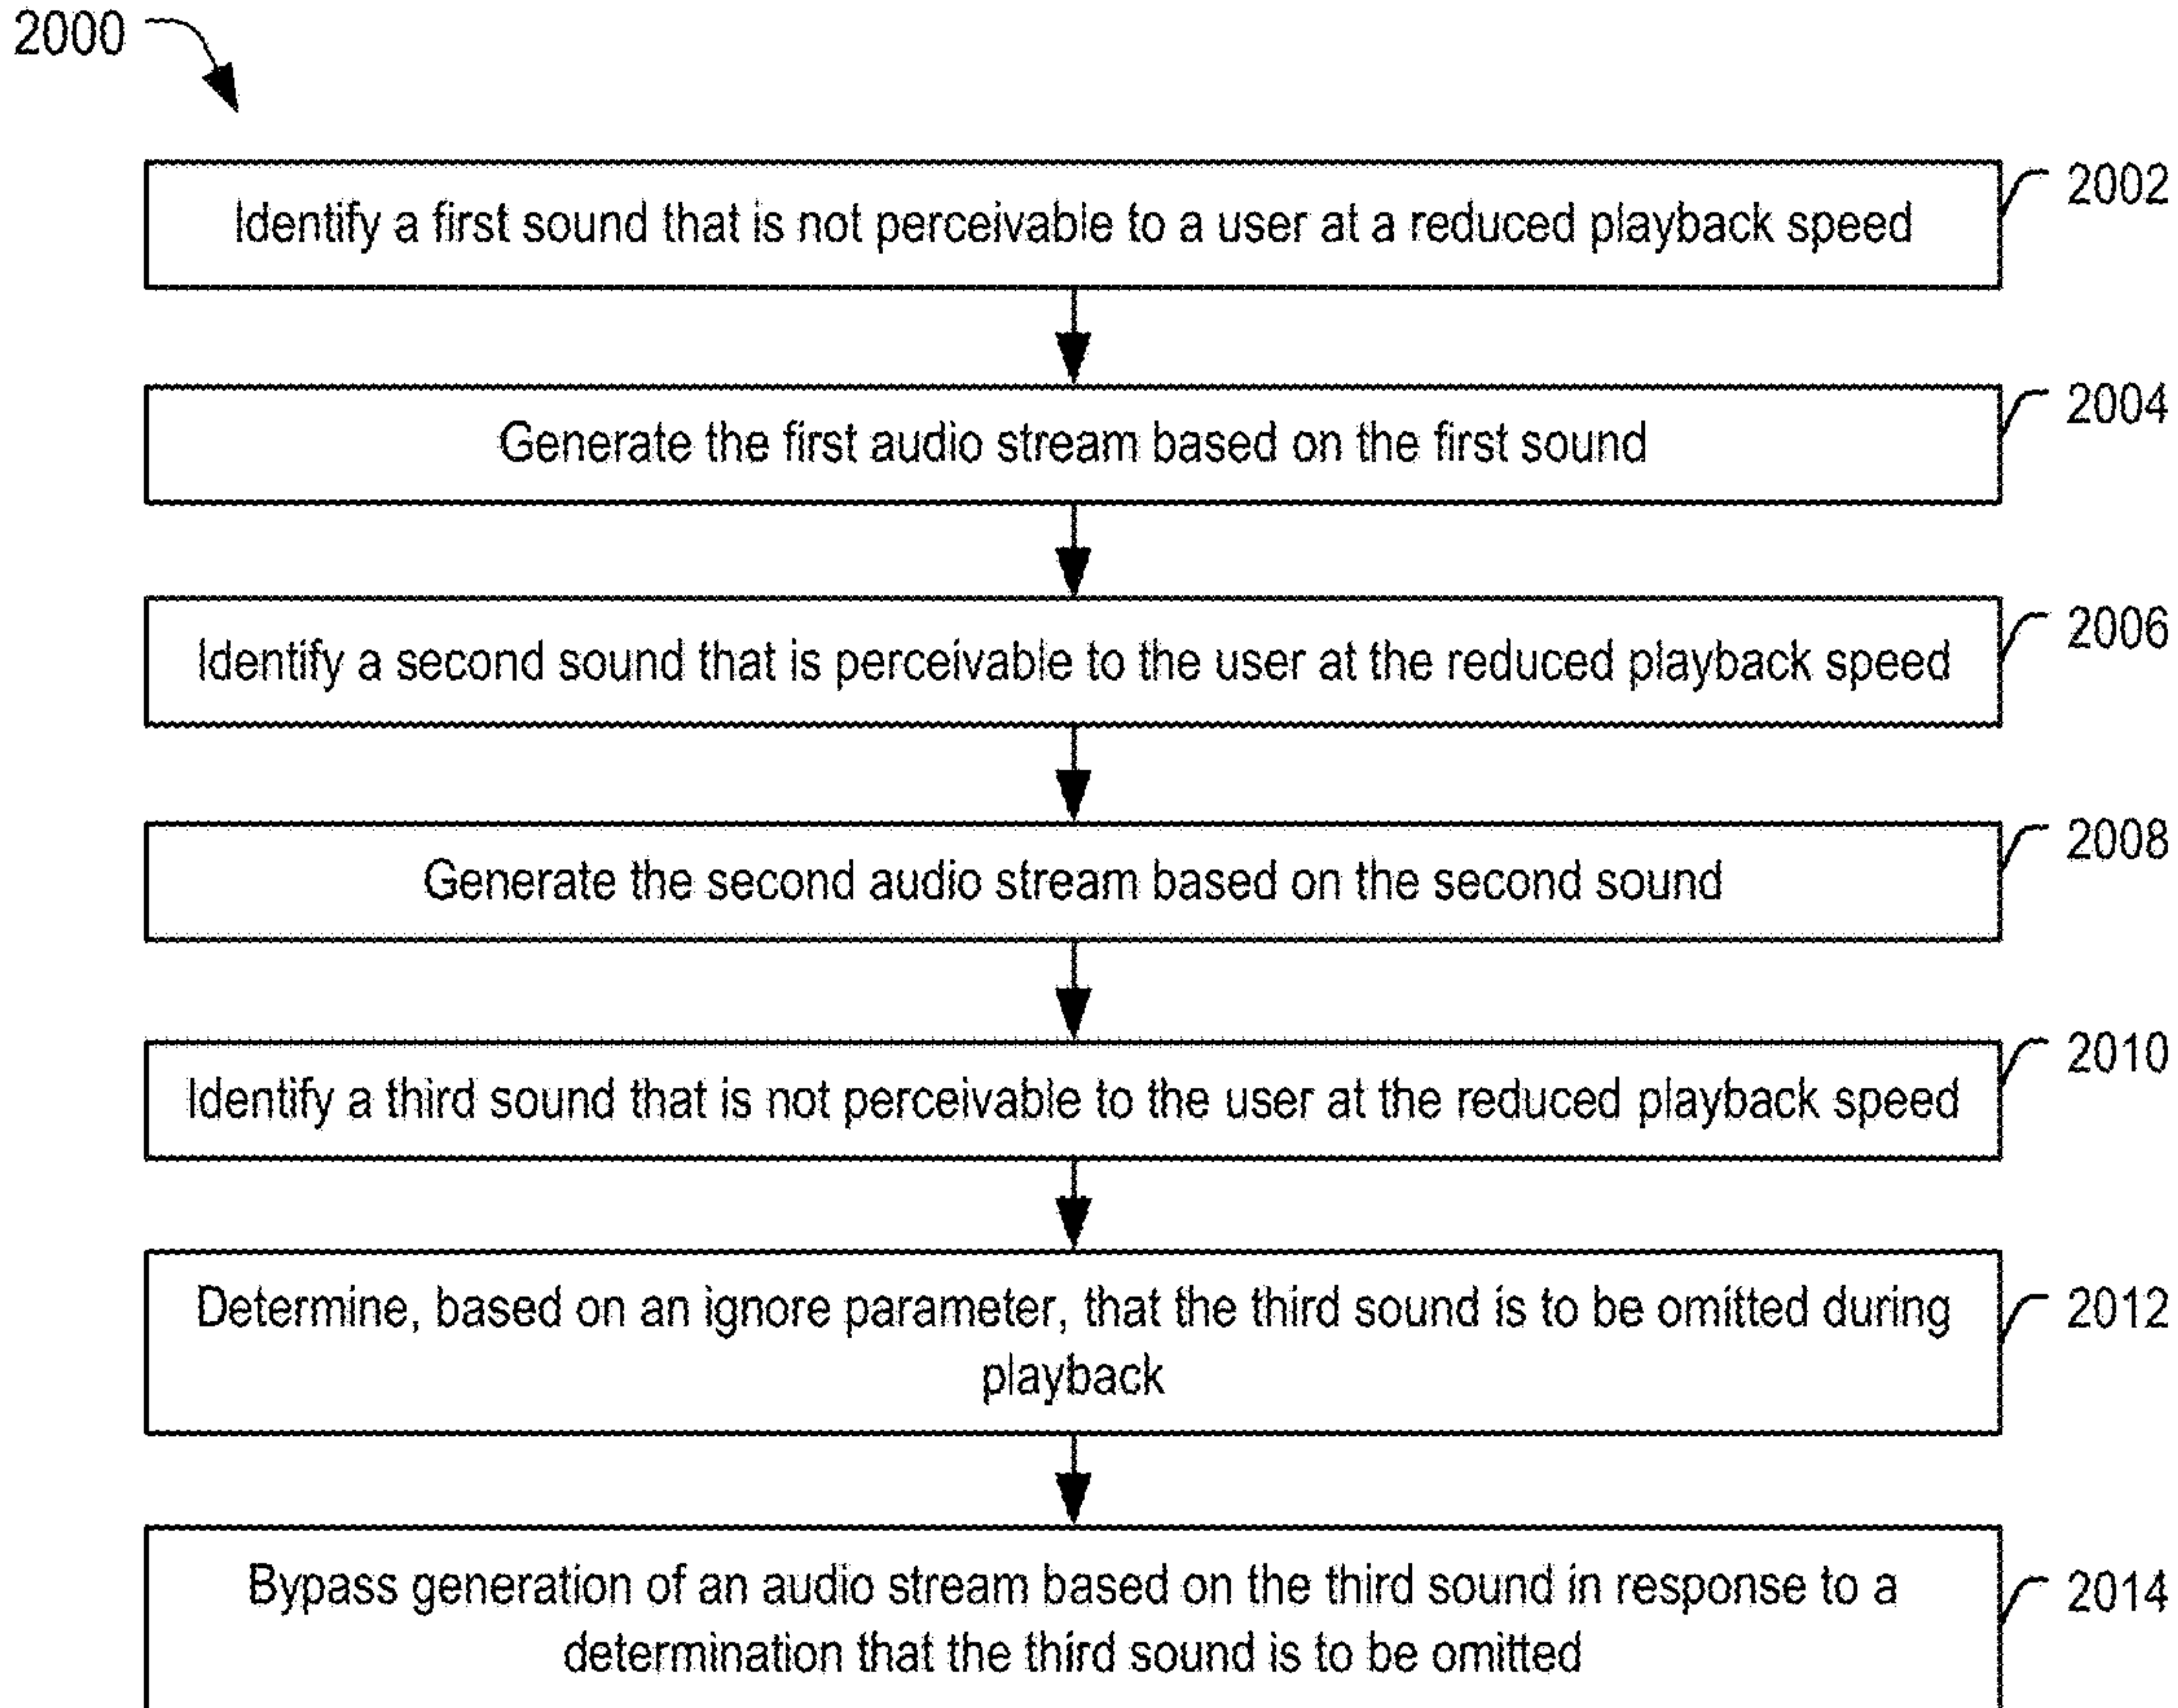 2000
Identify a first sound that is not perceivable to a user at a reduced playback speed
2002
Generate the first audio stream based on the first sound
2004
Identify a second sound that is perceivable to the user at the reduced playback speed
2006
Generate the second audio stream based on the second sound
2008
Identify a third sound that is not perceivable to the user at the reduced playback speed
2010
Determine, based on an ignore parameter, that the third sound is to be omitted during
playback
2012
Bypass generation of an audio stream based on the third sound in response to a
determination that the third sound is to be omitted
2014